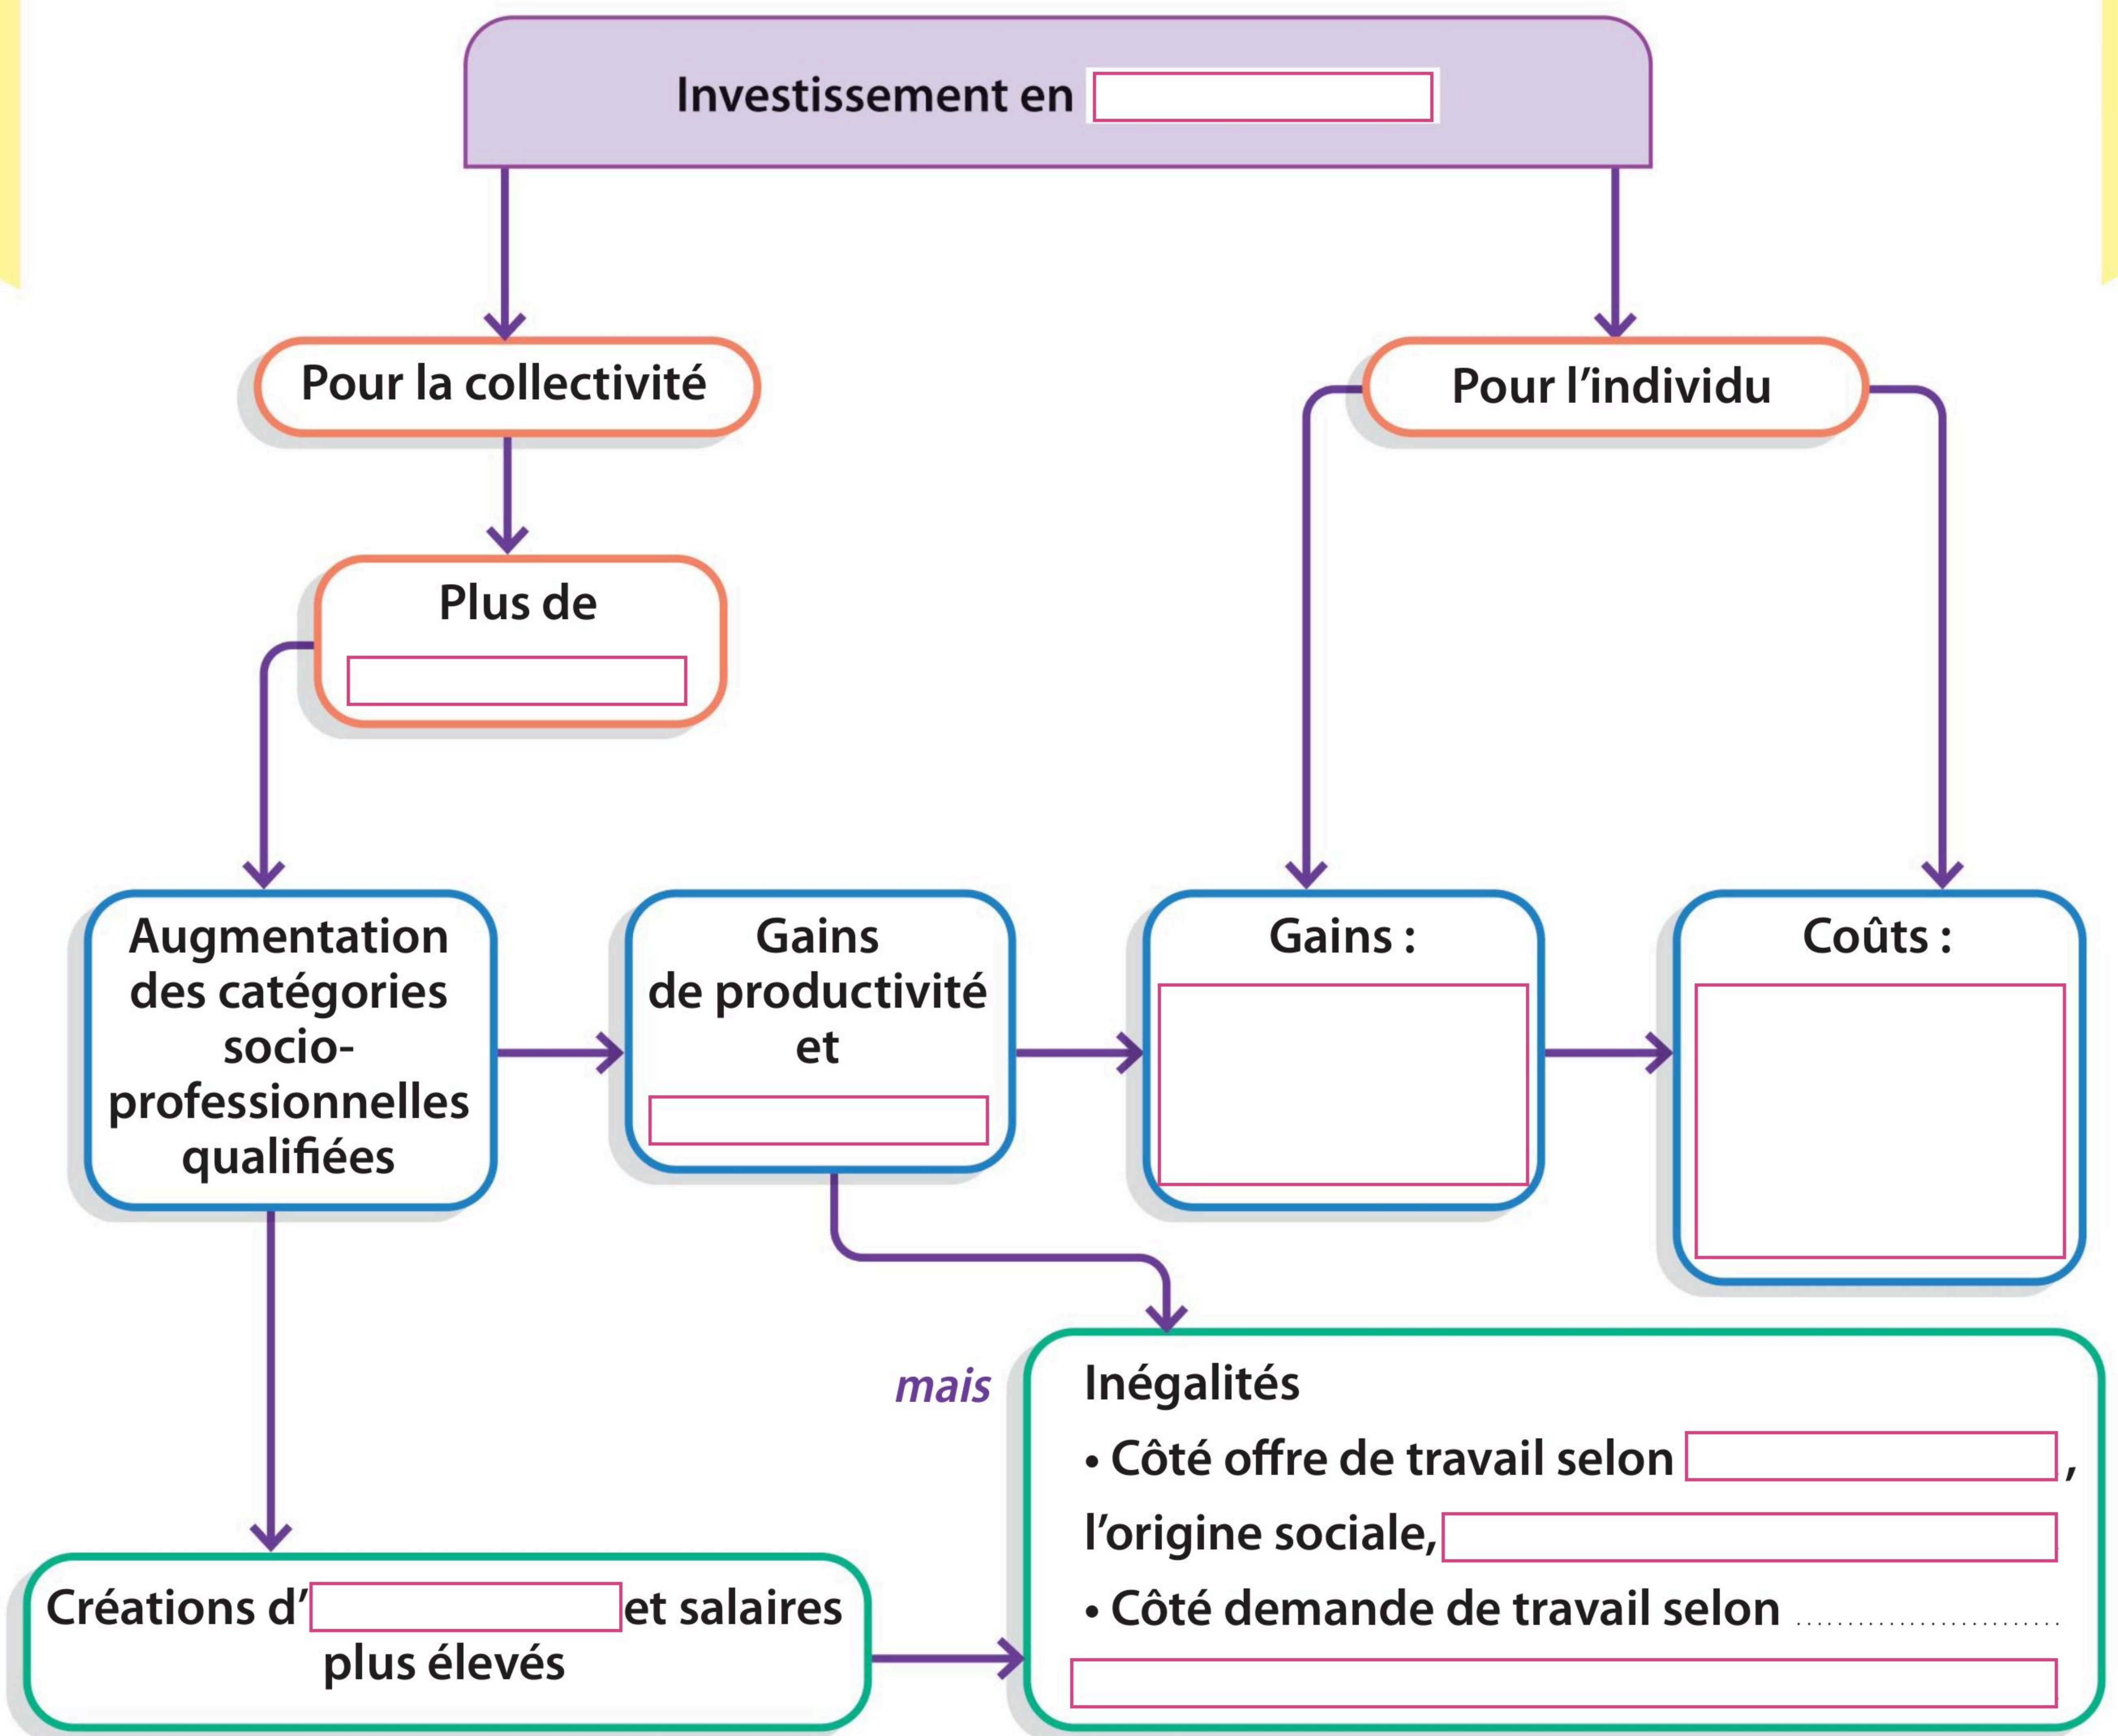 Investissement en
Pour la collectivité
Pour l'individu
Plus de
Augmentation
des catégories
socio-
professionnelles
qualifiées
Gains
de productivité
et
Gains :
Coûts :
mais
Inégalités
• Côté offre de travail selon ,
l'origine sociale,
• Côté demande de travail selon ..........................
Créations d' et salaires
plus élevés